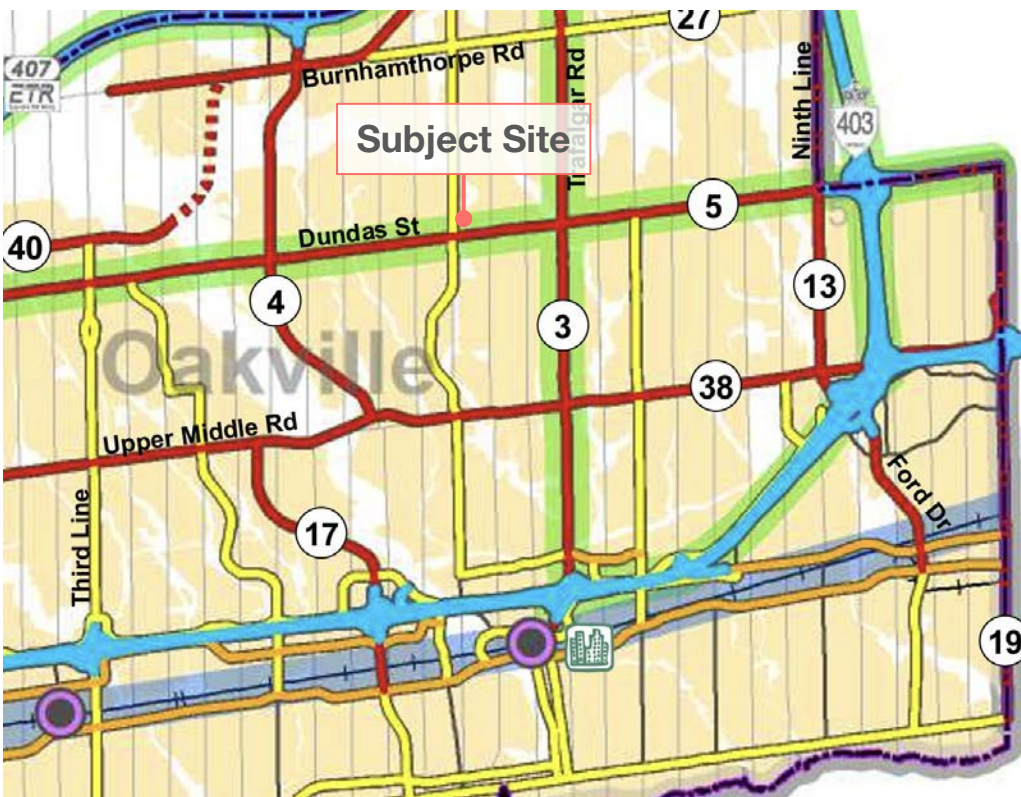 27
407
ETR
Burnhamthorpe Rd
Trafalgar Rd
Ninth Line
403
Subject Site
5
Dundas St
40
4
13
3
Oakville
38
Upper Middle Rd
Ford Dr
17
Third Line
19